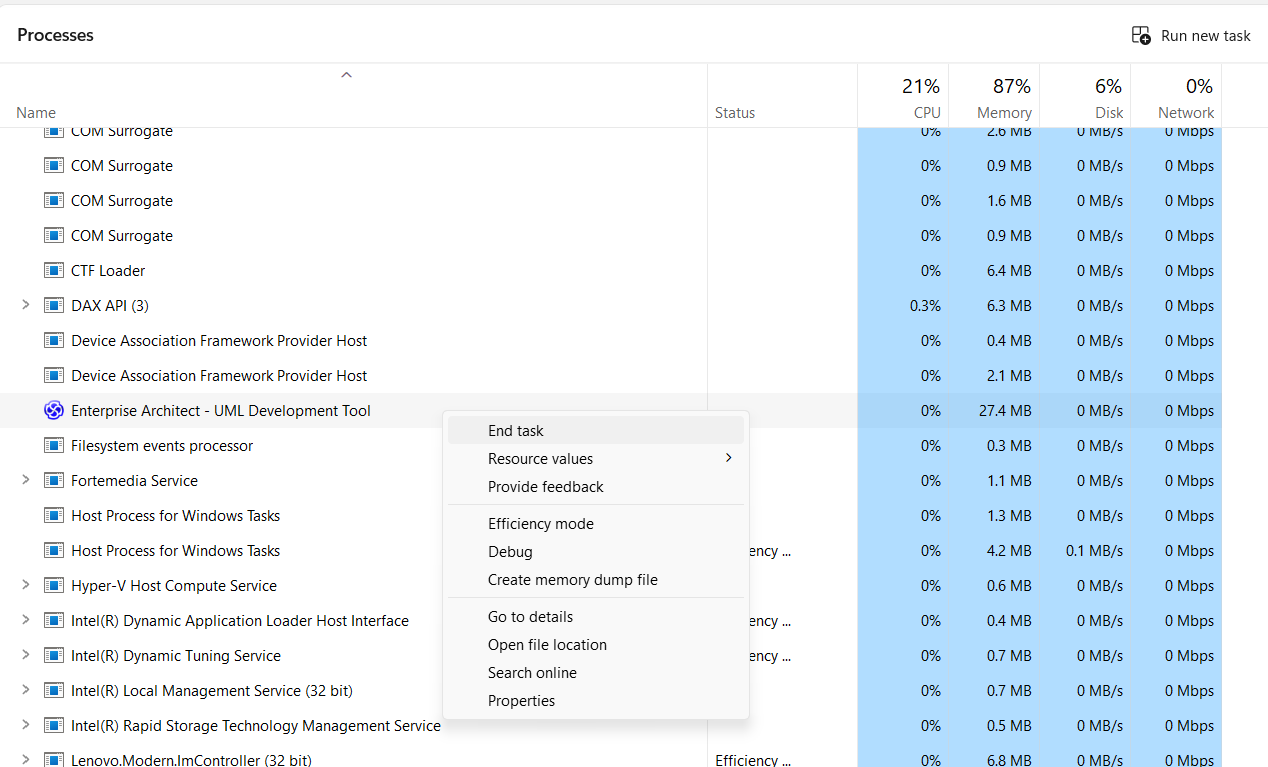 Processes
Run new task
21% 87% 6% 0%
Name Status CPU Memory Disk Network
COM Surrogate 0% 2.6 MB 0 MB/s 0 Mbps
COM Surrogate 0% 0.9 MB 0 MB/s 0 Mbps
COM Surrogate 0% 1.6 MB 0 MB/s 0 Mbps
COM Surrogate 0% 0.9 MB 0 MB/s 0 Mbps
CTF Loader 0% 6.4 MB 0 MB/s 0 Mbps
DAX API (3) 0.3% 6.3 MB 0 MB/s 0 Mbps
Device Association Framework Provider Host 0% 0.4 MB 0 MB/s 0 Mbps
Device Association Framework Provider Host 0% 2.1 MB 0 MB/s 0 Mbps
Enterprise Architect - UML Development Tool 0% 27.4 MB 0 MB/s 0 Mbps
Filesystem events processor 0% 0.3 MB 0 MB/s 0 Mbps
Fortemedia Service 0% 1.1 MB 0 MB/s 0 Mbps
Host Process for Windows Tasks 0% 1.3 MB 0 MB/s 0 Mbps
Host Process for Windows Tasks ency ... 0% 4.2 MB 0.1 MB/s 0 Mbps
Hyper-V Host Compute Service 0% 0.6 MB 0 MB/s 0 Mbps
Intel(R) Dynamic Application Loader Host Interface ency ... 0% 0.4 MB 0 MB/s 0 Mbps
Intel(R) Dynamic Tuning Service ency ... 0% 0.7 MB 0 MB/s 0 Mbps
Intel(R) Local Management Service (32 bit) 0% 0.7 MB 0 MB/s 0 Mbps
Intel(R) Rapid Storage Technology Management Service 0% 0.5 MB 0 MB/s 0 Mbps
Lenovo.Modern.ImController (32 bit) Efficiency ... 0% 6.8 MB 0 MB/s 0 Mbps
End task
Resource values
Provide feedback
Efficiency mode
Debug
Create memory dump file
Go to details
Open file location
Search online
Properties